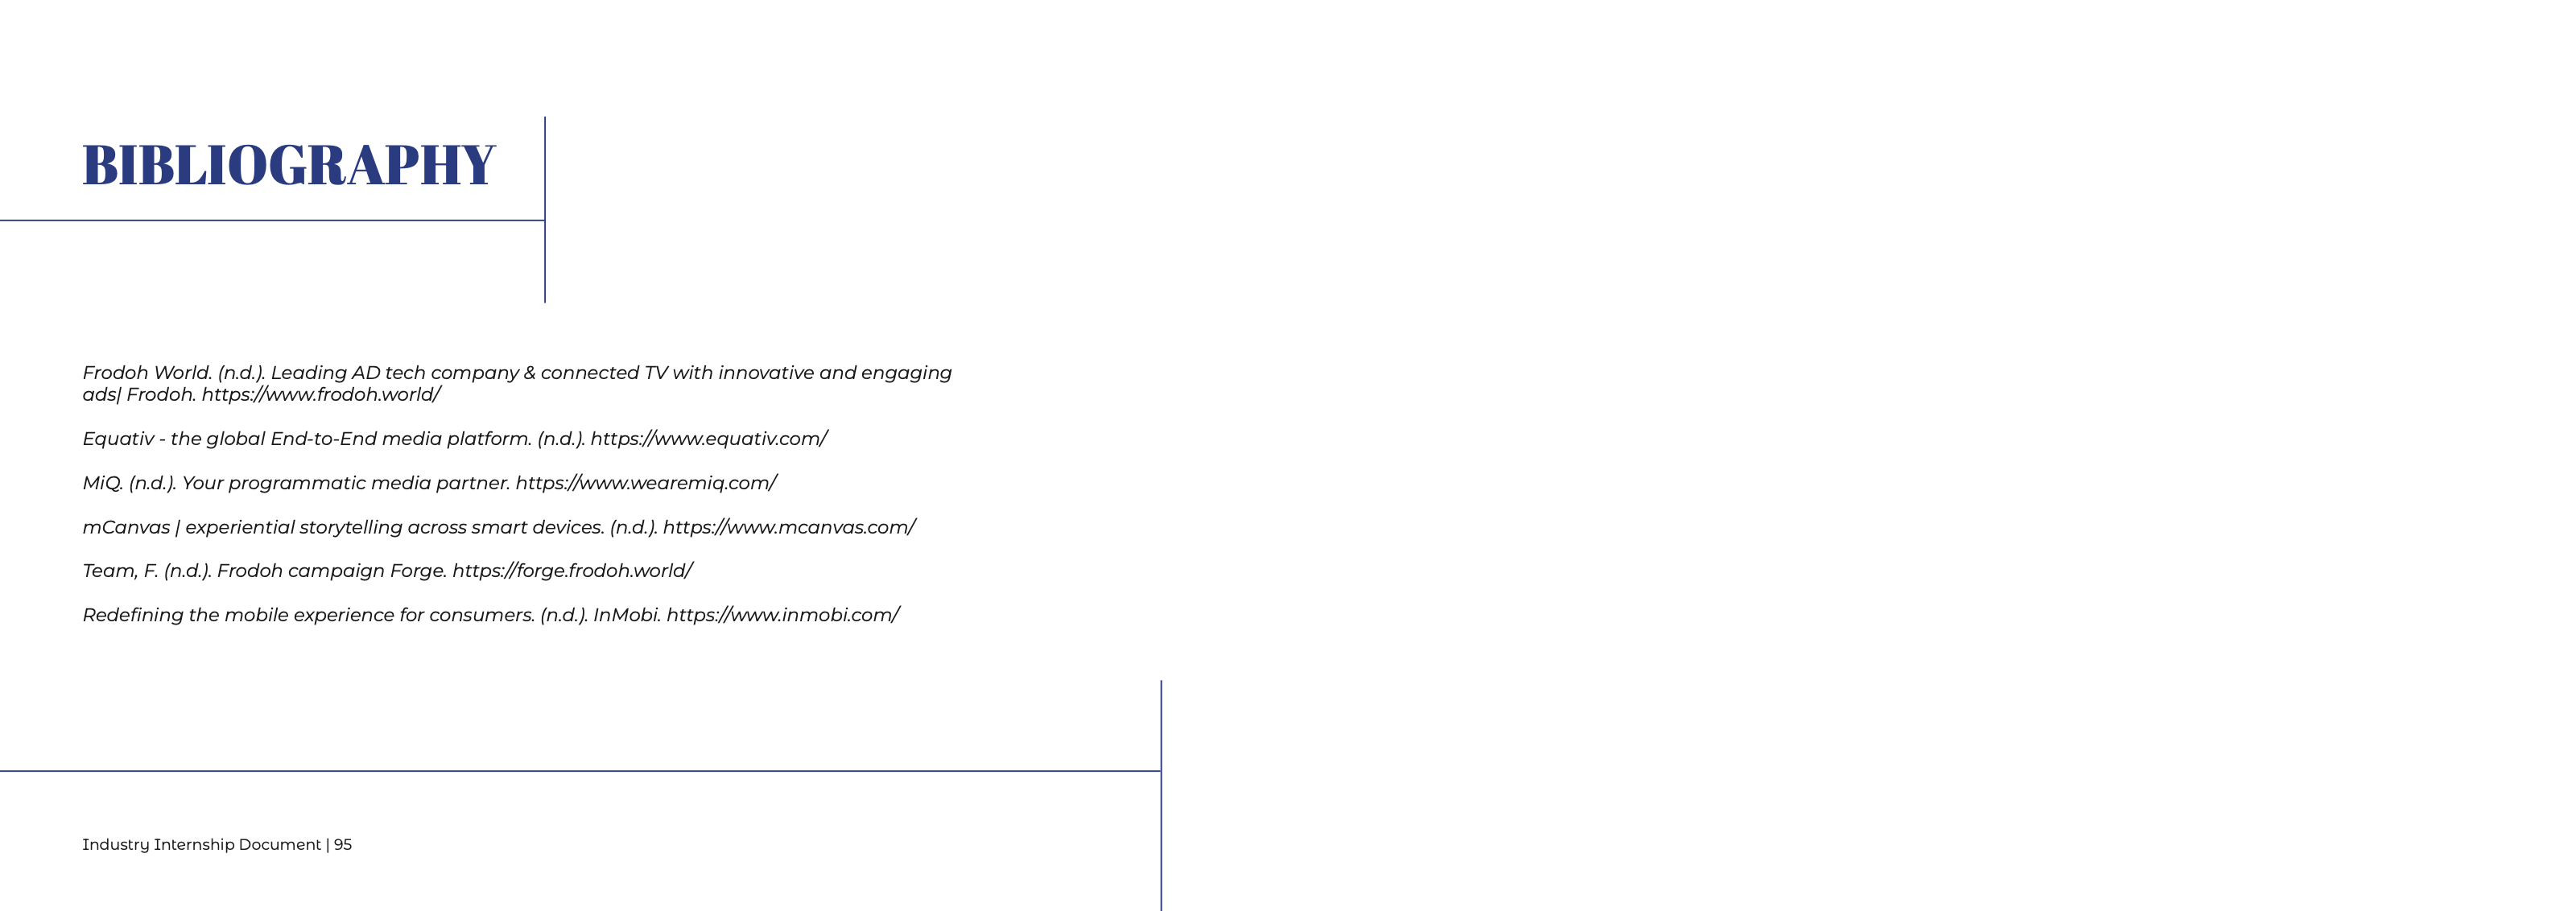 BIBLIOGRAPHY
Frodoh World. (n.d.). Leading AD tech company & connected TV with innovative and engaging
ads| Frodoh. https://www.frodoh.world/
Equativ - the global End-to-End media platform. (n.d.). https://www.equativ.com/
MiQ. (n.d.). Your programmatic media partner. https://www.wearemiq.com/
mCanvas | experiential storytelling across smart devices. (n.d.). https://www.mcanvas.com/
Team, F. (n.d.). Frodoh campaign Forge. https://forge.frodoh.world/
Redefining the mobile experience for consumers. (n.d.). InMobi. https://www.inmobi.com/
Industry Internship Document | 95